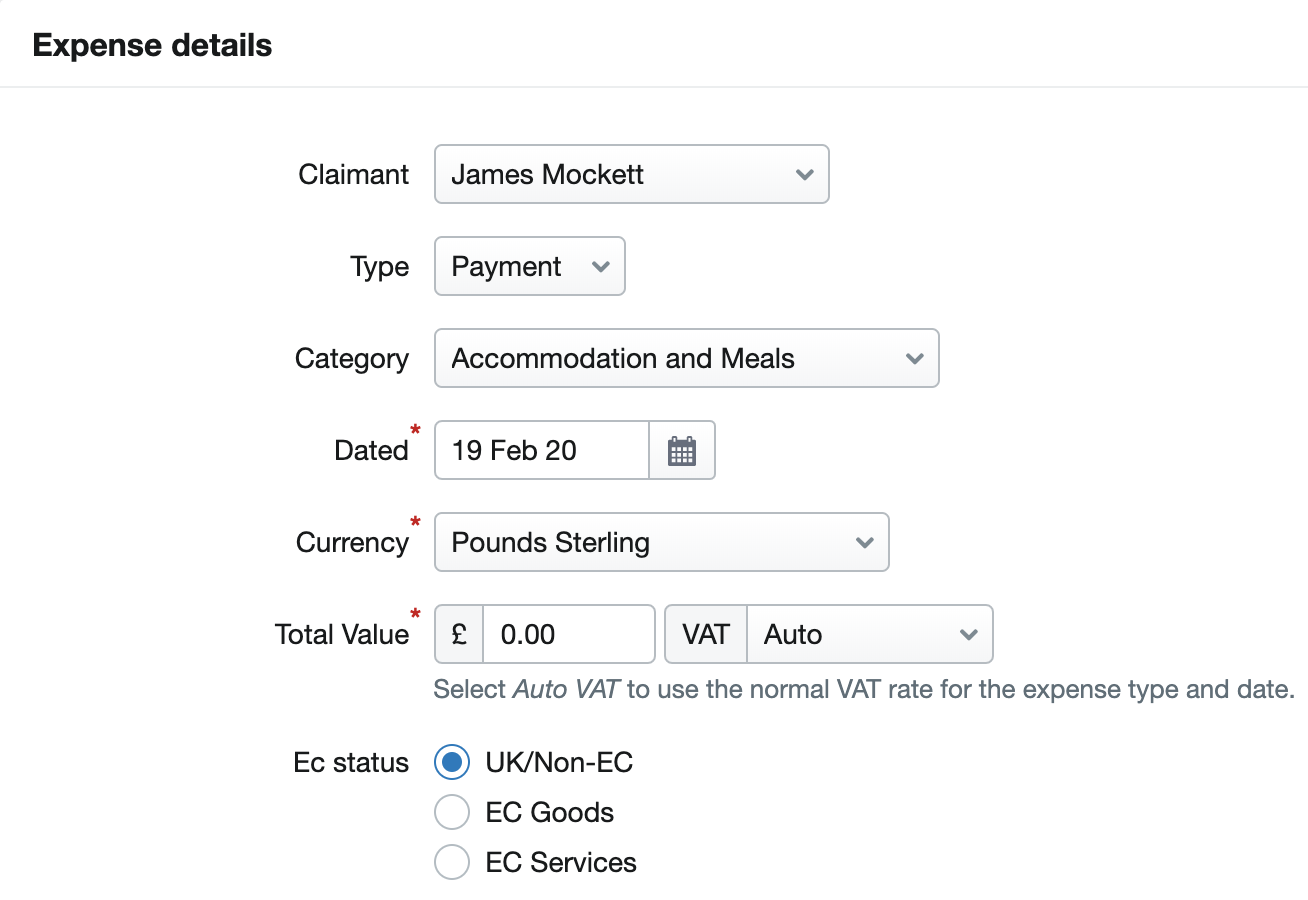 Expense details
Claimant James Mockett
Type Payment
Category Accommodation and Meals
Dated* 19 Feb 20
Currency* Pounds Sterling
Total Value* £ 0.00 VAT Auto
Select Auto VAT to use the normal VAT rate for the expense type and date.
Ec status UK/Non-EC
EC Goods
EC Services